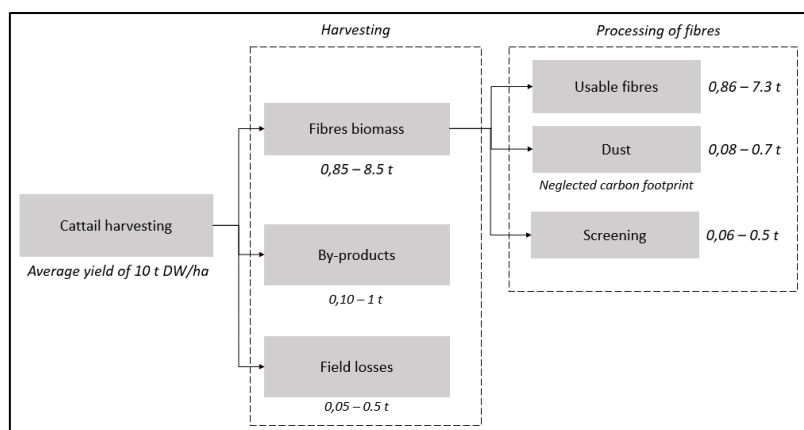 Harvesting
Processing of fibres
Usable fibres
0,86 – 7.3 t
Fibres biomass
0,85 – 8.5 t
Dust
0,08 – 0.7 t
Neglected carbon footprint
Cattail harvesting
Average yield of 10 t DW/ha
Screening
0,06 – 0.5 t
By-products
0,10 – 1 t
Field losses
0,05 – 0.5 t